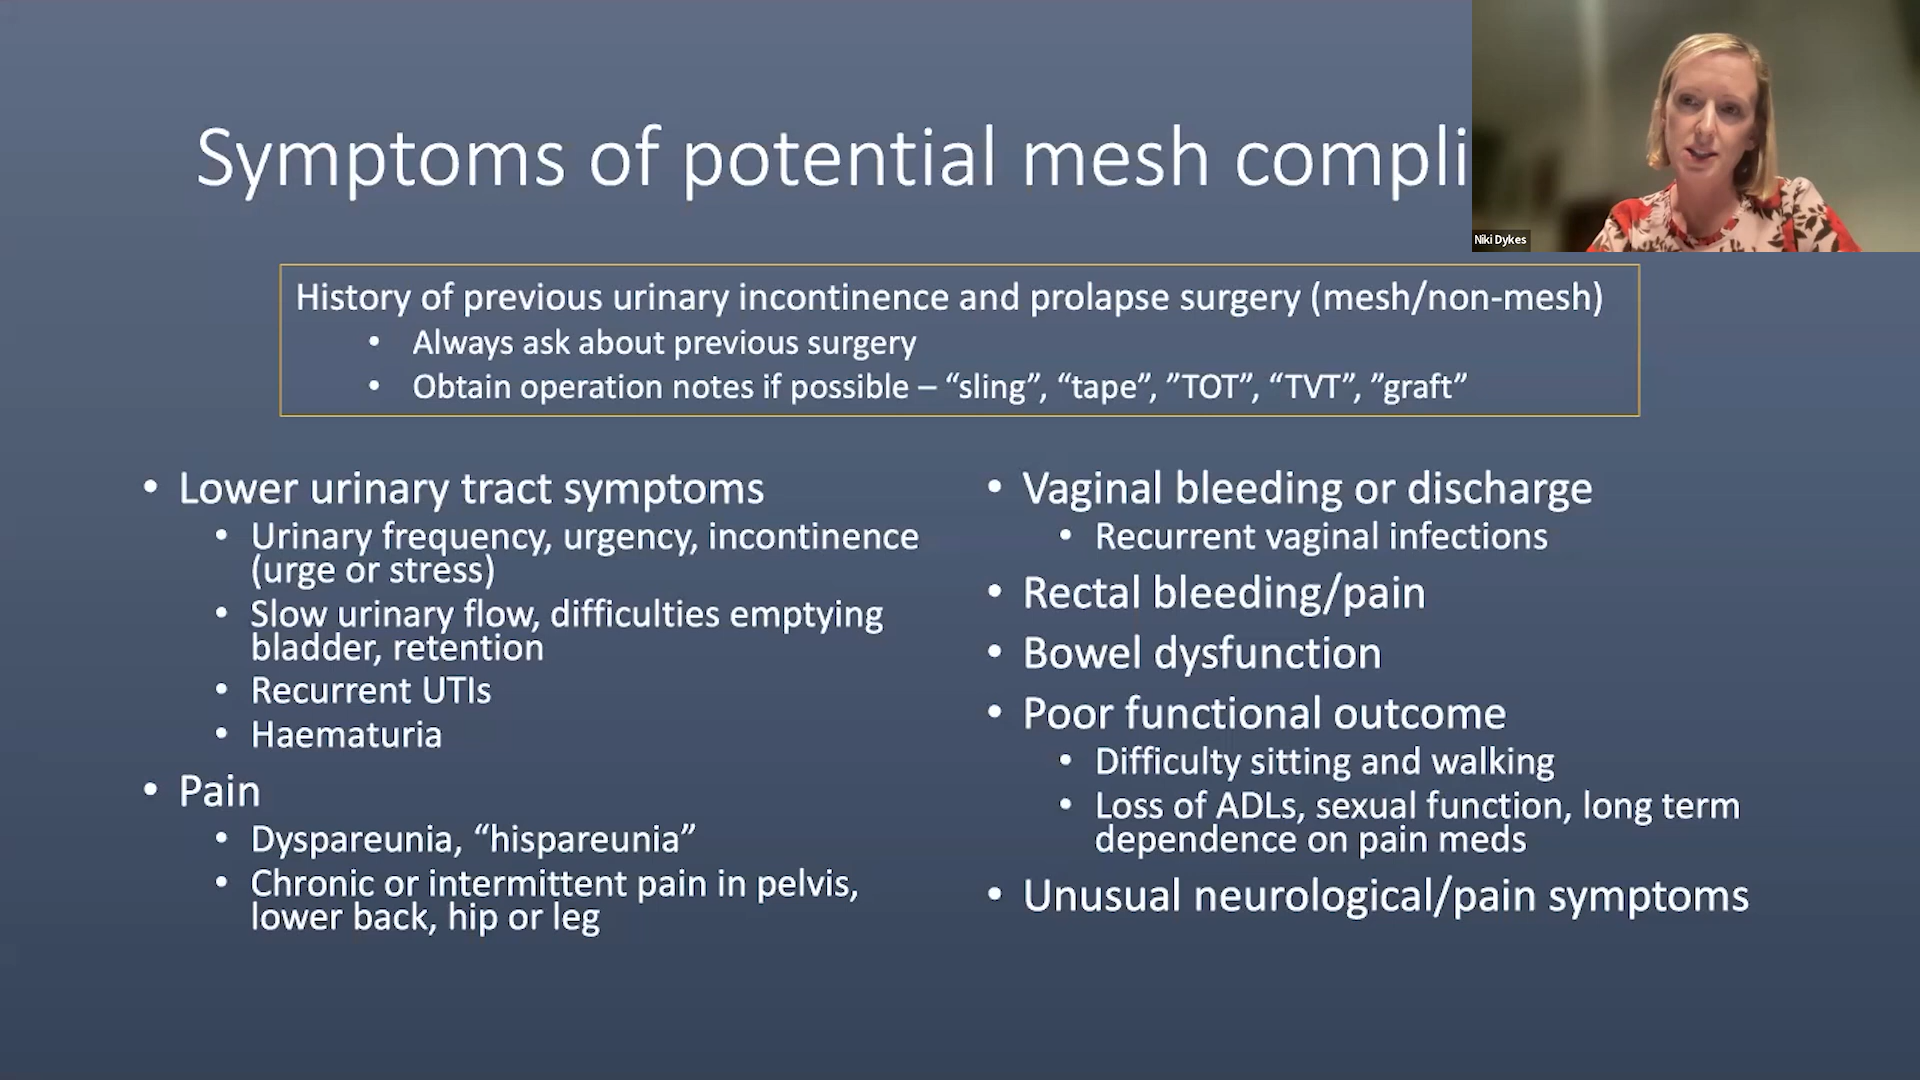 Symptoms of potential mesh compli
Niki Dykes
History of previous urinary incontinence and prolapse surgery (mesh/non-mesh)
• Always ask about previous surgery
• Obtain operation notes if possible – “sling”, “tape”, ”TOT”, “TVT”, ”graft”
• Lower urinary tract symptoms
• Urinary frequency, urgency, incontinence
(urge or stress)
• Slow urinary flow, difficulties emptying
bladder, retention
• Recurrent UTIs
• Haematuria
• Pain
• Dyspareunia, “hispareunia”
• Chronic or intermittent pain in pelvis,
lower back, hip or leg
• Vaginal bleeding or discharge
• Recurrent vaginal infections
• Rectal bleeding/pain
• Bowel dysfunction
• Poor functional outcome
• Difficulty sitting and walking
• Loss of ADLs, sexual function, long term
dependence on pain meds
• Unusual neurological/pain symptoms